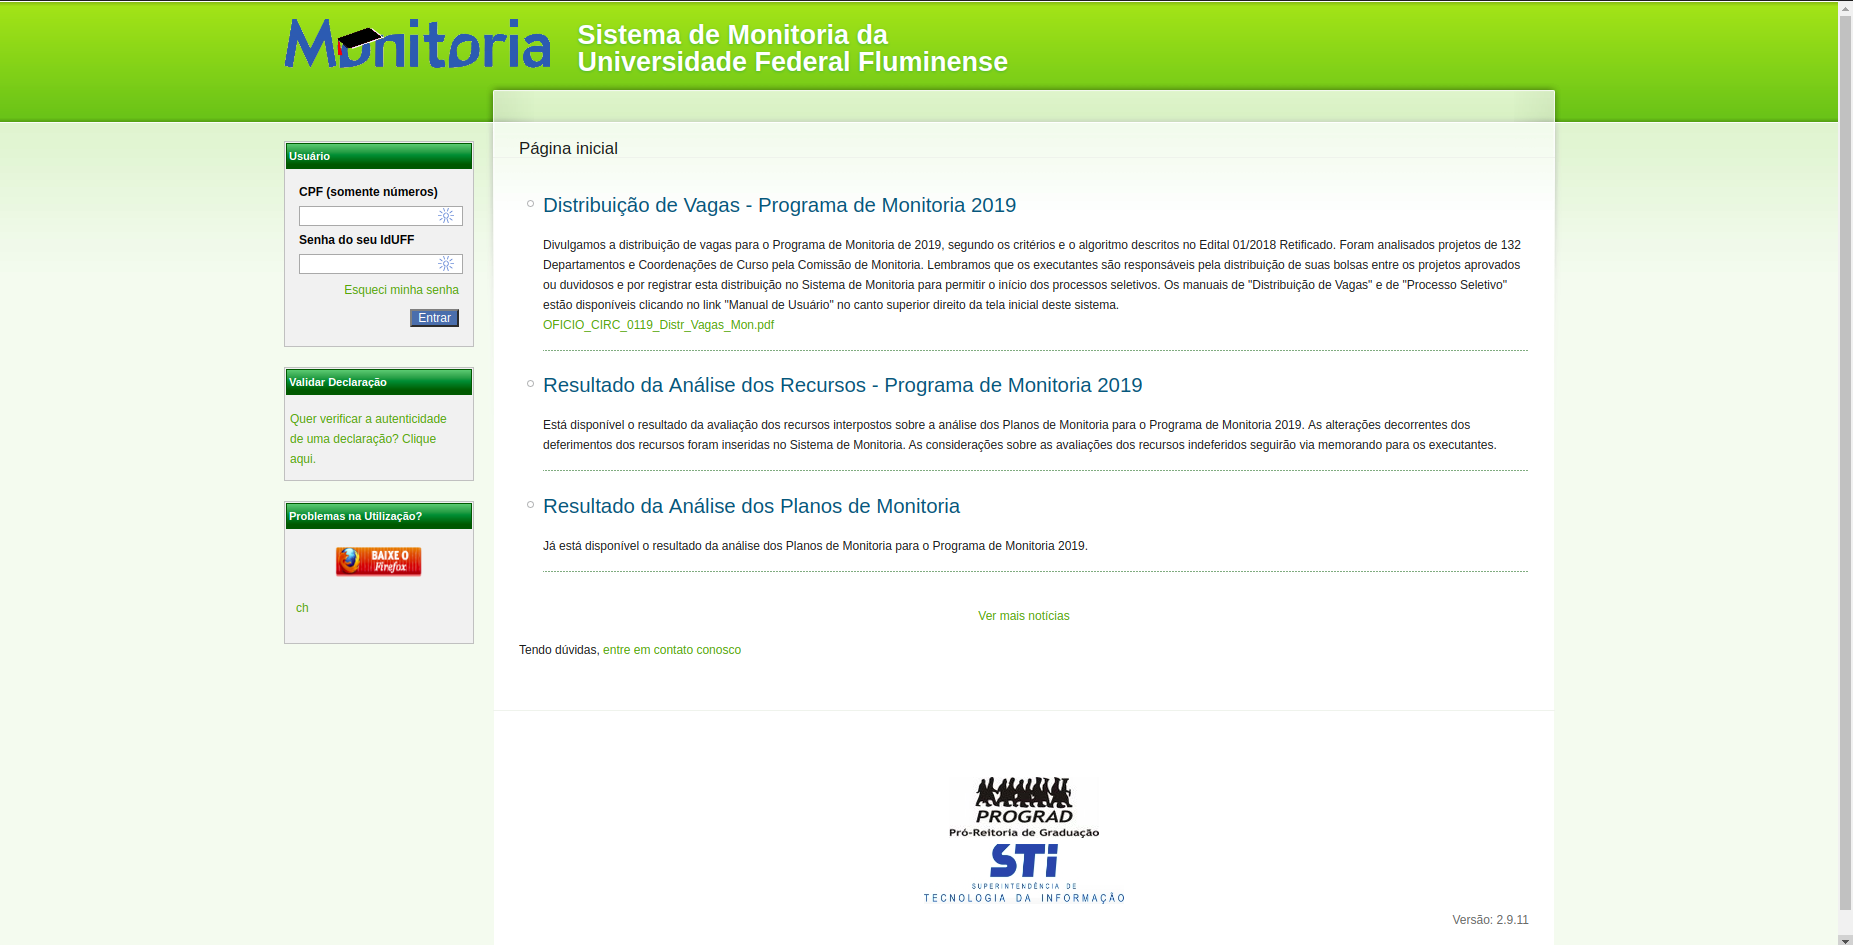 Monitoria
Sistema de Monitoria da
Universidade Federal Fluminense
Usuário
CPF (somente números)
Senha do seu IdUFF
Esqueci minha senha
Entrar
Validar Declaração
Quer verificar a autenticidade
de uma declaração? Clique
aqui.
Problemas na Utilização?
BAIXE O
Firefox
ch
Página inicial
Distribuição de Vagas - Programa de Monitoria 2019
Divulgamos a distribuição de vagas para o Programa de Monitoria de 2019, segundo os critérios e o algoritmo descritos no Edital 01/2018 Retificado. Foram analisados projetos de 132
Departamentos e Coordenações de Curso pela Comissão de Monitoria. Lembramos que os executantes são responsáveis pela distribuição de suas bolsas entre os projetos aprovados
ou duvidosos e por registrar esta distribuição no Sistema de Monitoria para permitir o início dos processos seletivos. Os manuais de "Distribuição de Vagas" e de "Processo Seletivo"
estão disponíveis clicando no link "Manual de Usuário" no canto superior direito da tela inicial deste sistema.
OFICIO_CIRC_0119_Distr_Vagas_Mon.pdf
Resultado da Análise dos Recursos - Programa de Monitoria 2019
Está disponível o resultado da avaliação dos recursos interpostos sobre a análise dos Planos de Monitoria para o Programa de Monitoria 2019. As alterações decorrentes dos
deferimentos dos recursos foram inseridas no Sistema de Monitoria. As considerações sobre as avaliações dos recursos indeferidos seguirão via memorando para os executantes.
Resultado da Análise dos Planos de Monitoria
Já está disponível o resultado da análise dos Planos de Monitoria para o Programa de Monitoria 2019.
Ver mais notícias
Tendo dúvidas, entre em contato conosco
PROGRAD
Pró-Reitoria de Graduação
STi
SUPERINTENDÊNCIA DE
TECNOLOGIA DA INFORMAÇÃO
Versão: 2.9.11